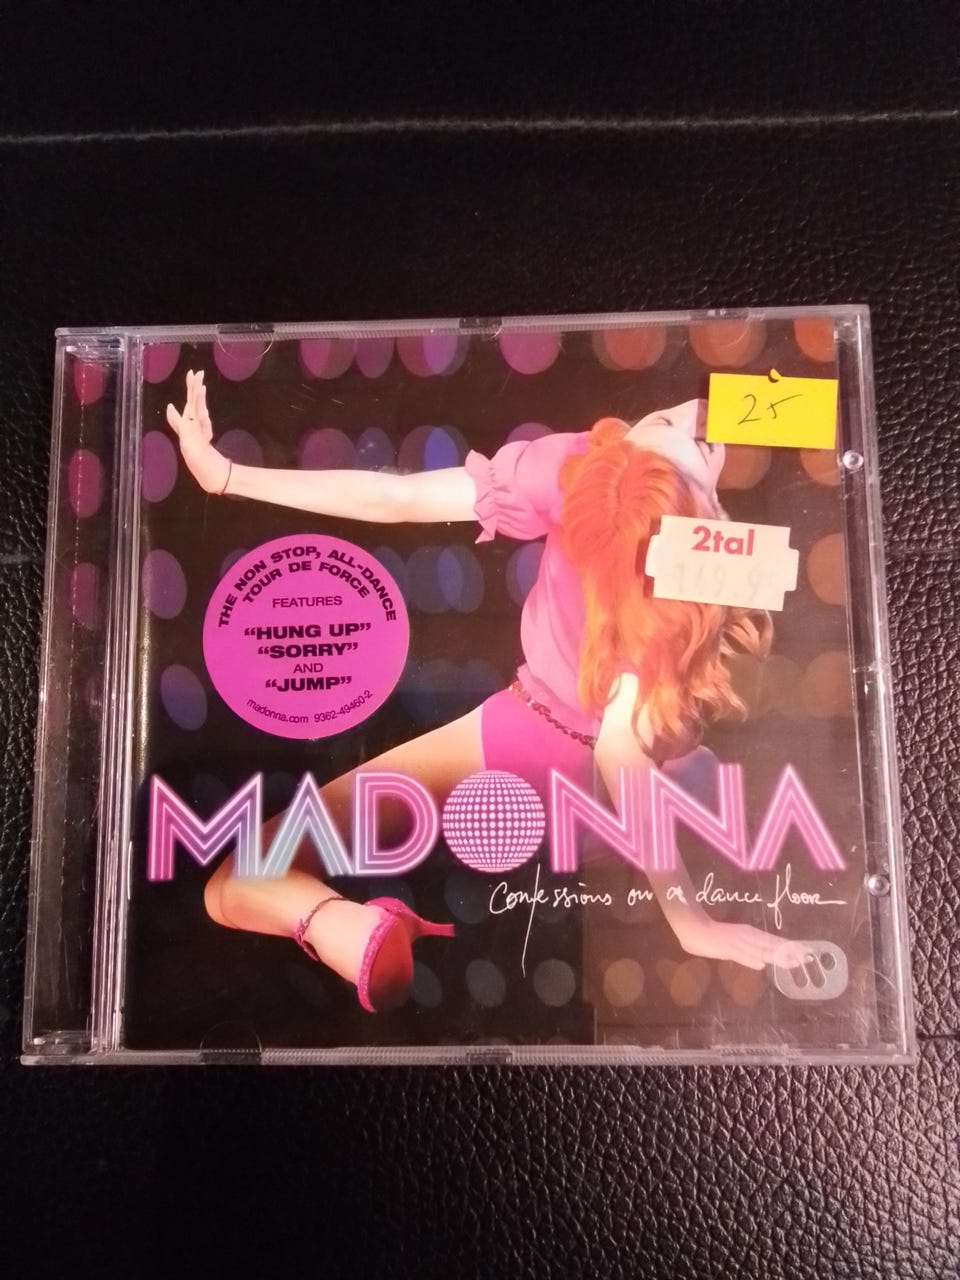 25
2tal
THE NON STOP, ALL-DANCE
TOUR DE FORCE
FEATURES
“HUNG UP”
“SORRY”
AND
“JUMP”
madonna.com 9362-49460-2
MADONNA
Confessions on a dance floor